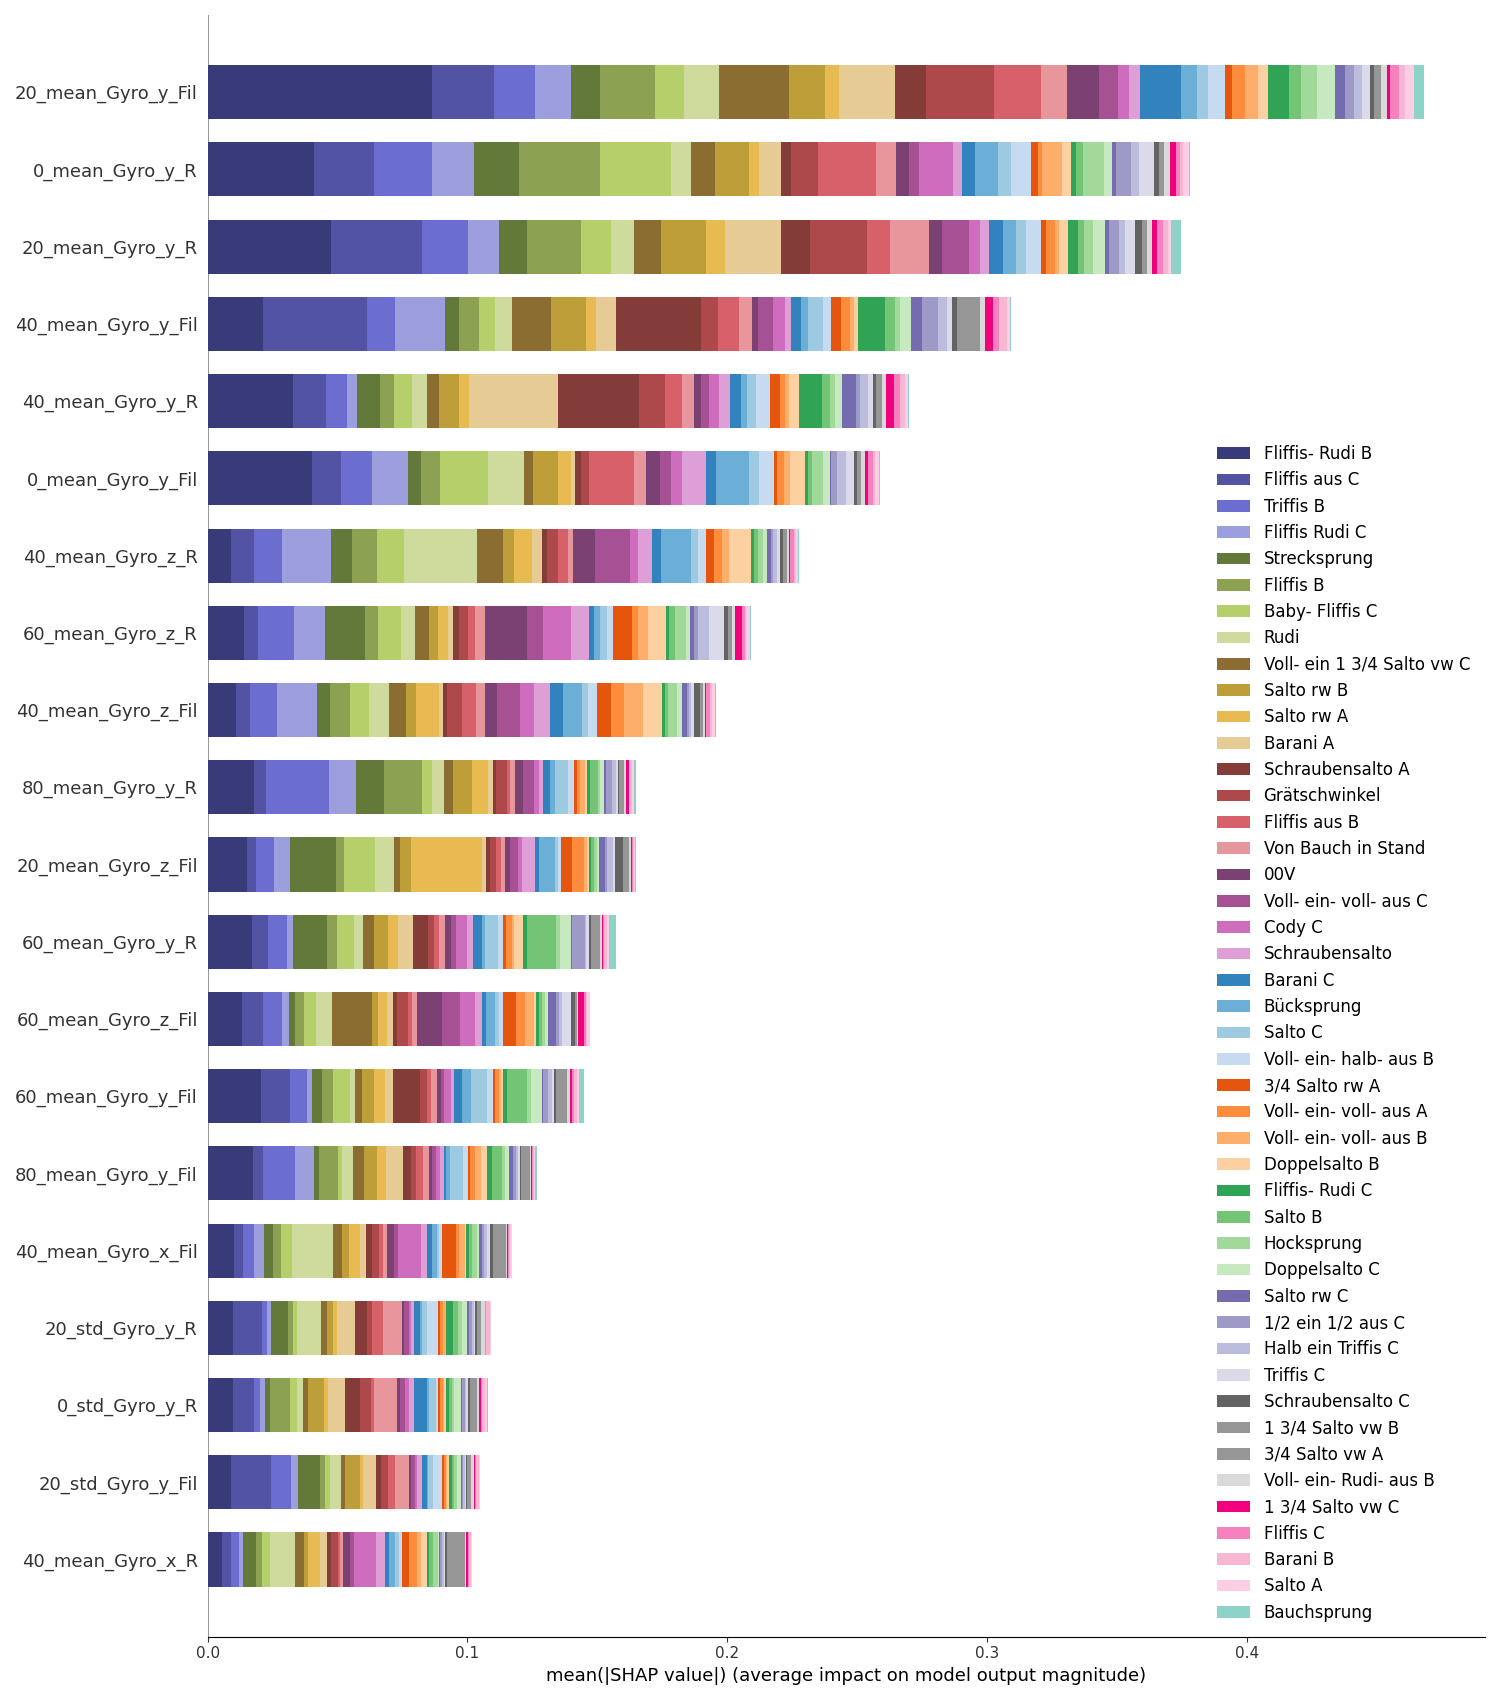 20_mean_Gyro_y_Fil
0_mean_Gyro_y_R
20_mean_Gyro_y_R
40_mean_Gyro_y_Fil
40_mean_Gyro_y_R
0_mean_Gyro_y_Fil
40_mean_Gyro_z_R
60_mean_Gyro_z_R
40_mean_Gyro_z_Fil
80_mean_Gyro_y_R
20_mean_Gyro_z_Fil
60_mean_Gyro_y_R
60_mean_Gyro_z_Fil
60_mean_Gyro_y_Fil
80_mean_Gyro_y_Fil
40_mean_Gyro_x_Fil
20_std_Gyro_y_R
0_std_Gyro_y_R
20_std_Gyro_y_Fil
40_mean_Gyro_x_R
Fliffis- Rudi B
Fliffis aus C
Triffis B
Fliffis Rudi C
Strecksprung
Fliffis B
Baby- Fliffis C
Rudi
Voll- ein 1 3/4 Salto vw C
Salto rw B
Salto rw A
Barani A
Schraubensalto A
Grätschwinkel
Fliffis aus B
Von Bauch in Stand
00V
Voll- ein- voll- aus C
Cody C
Schraubensalto
Barani C
Bücksprung
Salto C
Voll- ein- halb- aus B
3/4 Salto rw A
Voll- ein- voll- aus A
Voll- ein- voll- aus B
Doppelsalto B
Fliffis- Rudi C
Salto B
Hocksprung
Doppelsalto C
Salto rw C
1/2 ein 1/2 aus C
Halb ein Triffis C
Triffis C
Schraubensalto C
1 3/4 Salto vw B
3/4 Salto vw A
Voll- ein- Rudi- aus B
1 3/4 Salto vw C
Fliffis C
Barani B
Salto A
Bauchsprung
0.0 0.1 0.2 0.3 0.4
mean(|SHAP value|) (average impact on model output magnitude)